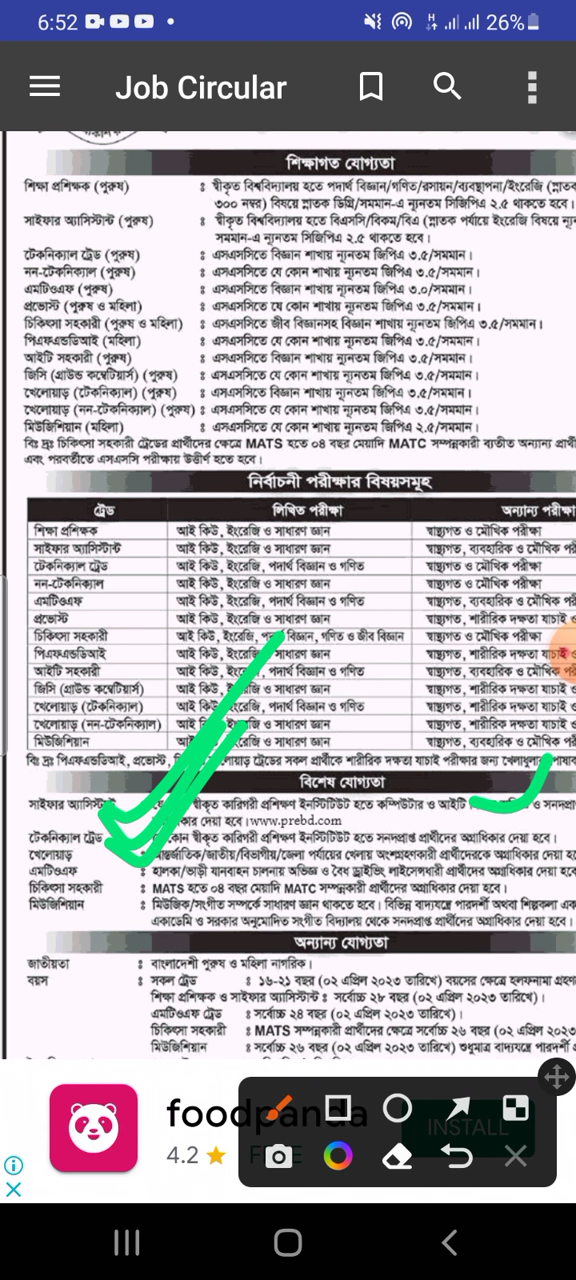 6:52
26%
Job Circular
শিক্ষাগত যোগ্যতা
শিক্ষা প্রশিক্ষক (পুরুষ) : স্বীকৃত বিশ্ববিদ্যালয় হতে পদার্থ বিজ্ঞান/গণিত/রসায়ন/ব্যবস্থাপনা/ইংরেজি (স্নাতক
৩০০ নম্বর) বিষয়ে স্নাতক ডিগ্রি/সমমান-এ ন্যূনতম সিজিপিএ ২.৫ থাকতে হবে।
সাইফার অ্যাসিস্ট্যান্ট (পুরুষ) : স্বীকৃত বিশ্ববিদ্যালয় হতে বিএসসি/বিকম/বিএ (স্নাতক পর্যায়ে ইংরেজি বিষয়ে
সমমান-এ ন্যূনতম সিজিপিএ ২.৫ থাকতে হবে।
টেকনিক্যাল ট্রেড (পুরুষ) : এসএসসিতে বিজ্ঞান শাখায় ন্যূনতম জিপিএ ৩.৫/সমমান।
নন-টেকনিক্যাল (পুরুষ) : এসএসসিতে যে কোন শাখায় ন্যূনতম জিপিএ ৩.৫/সমমান।
এমটিওএফ (পুরুষ) : এসএসসিতে বিজ্ঞান শাখায় ন্যূনতম জিপিএ ৩.০/সমমান।
প্রভোস্ট (পুরুষ ও মহিলা) : এসএসসিতে যে কোন শাখায় ন্যূনতম জিপিএ ৩.৫/সমমান।
চিকিৎসা সহকারী (পুরুষ ও মহিলা) : এসএসসিতে জীব বিজ্ঞানসহ বিজ্ঞান শাখায় ন্যূনতম জিপিএ ৩.৫/সমমান।
পিএফএন্ডডিআই (মহিলা) : এসএসসিতে যে কোন শাখায় ন্যূনতম জিপিএ ৩.৫/সমমান।
আইটি সহকারী (পুরুষ) : এসএসসিতে বিজ্ঞান শাখায় ন্যূনতম জিপিএ ৩.৫/সমমান।
জিসি (গ্রাউন্ড কম্বেটিয়ার্স) (পুরুষ) : এসএসসিতে যে কোন শাখায় ন্যূনতম জিপিএ ৩.৫/সমমান।
খেলোয়াড় (টেকনিক্যাল) (পুরুষ) : এসএসসিতে বিজ্ঞান শাখায় ন্যূনতম জিপিএ ৩.৫/সমমান।
খেলোয়াড় (নন-টেকনিক্যাল) (পুরুষ) : এসএসসিতে যে কোন শাখায় ন্যূনতম জিপিএ ৩.৫/সমমান।
মিউজিশিয়ান (মহিলা) : এসএসসিতে যে কোন শাখায় ন্যূনতম জিপিএ ২.৫/সমমান।
বিঃ দ্রঃ চিকিৎসা সহকারী ট্রেডের প্রার্থীদের ক্ষেত্রে MATS হতে ০৪ বছর মেয়াদি MATC সম্পন্নকারী ব্যতীত অন্যান্য
এবং পরবর্তীতে এসএসসি পরীক্ষায় উত্তীর্ণ হতে হবে।
নির্বাচনী পরীক্ষার বিষয়সমূহ
ট্রেড লিখিত পরীক্ষা অন্যান্য পরীক্ষা
শিক্ষা প্রশিক্ষক আই কিউ, ইংরেজি ও সাধারণ জ্ঞান স্বাস্থ্যগত ও মৌখিক পরীক্ষা
সাইফার অ্যাসিস্ট্যান্ট আই কিউ, ইংরেজি ও সাধারণ জ্ঞান স্বাস্থ্যগত, ব্যবহারিক ও মৌখিক
টেকনিক্যাল ট্রেড আই কিউ, ইংরেজি, পদার্থ বিজ্ঞান ও গণিত স্বাস্থ্যগত ও মৌখিক পরীক্ষা
নন-টেকনিক্যাল আই কিউ, ইংরেজি ও সাধারণ জ্ঞান স্বাস্থ্যগত ও মৌখিক পরীক্ষা
এমটিওএফ আই কিউ, ইংরেজি, পদার্থ বিজ্ঞান ও গণিত স্বাস্থ্যগত, ব্যবহারিক ও মৌখিক
প্রভোস্ট আই কিউ, ইংরেজি ও সাধারণ জ্ঞান স্বাস্থ্যগত, শারীরিক দক্ষতা যাচাই ও
চিকিৎসা সহকারী আই কিউ, ইংরেজি, পদার্থ বিজ্ঞান, গণিত ও জীব বিজ্ঞান স্বাস্থ্যগত ও মৌখিক পরীক্ষা
পিএফএন্ডডিআই আই কিউ, ইংরেজি ও সাধারণ জ্ঞান স্বাস্থ্যগত, শারীরিক দক্ষতা যাচাই
আইটি সহকারী আই কিউ, ইংরেজি, পদার্থ বিজ্ঞান ও গণিত স্বাস্থ্যগত, ব্যবহারিক ও মৌখিক
জিসি (গ্রাউন্ড কম্বেটিয়ার্স) আই কিউ, ইংরেজি ও সাধারণ জ্ঞান স্বাস্থ্যগত, শারীরিক দক্ষতা যাচাই ও
খেলোয়াড় (টেকনিক্যাল) আই কিউ, পদার্থ বিজ্ঞান ও গণিত স্বাস্থ্যগত, শারীরিক দক্ষতা যাচাই ও
খেলোয়াড় (নন-টেকনিক্যাল) আই কিউ, ও সাধারণ জ্ঞান স্বাস্থ্যগত, শারীরিক দক্ষতা যাচাই ও
মিউজিশিয়ান ইংরেজি ও সাধারণ জ্ঞান স্বাস্থ্যগত, ব্যবহারিক ও মৌখিক
বিঃ দ্রঃ পিএফএন্ডডিআই, প্রভোস্ট, খেলোয়াড় ট্রেডের সকল প্রার্থীকে শারীরিক দক্ষতা যাচাই পরীক্ষার জন্য খেলাধুলার
বিশেষ যোগ্যতা
সাইফার স্বীকৃত কারিগরী প্রশিক্ষণ ইনস্টিটিউট হতে কম্পিউটার ও আইটি ও
দেয়া হবে।www.prebd.com
টেকনিক্যাল ট্রেড কোন স্বীকৃত কারিগরী প্রশিক্ষণ ইনস্টিটিউট হতে সনদপ্রাপ্ত প্রার্থীদের অগ্রাধিকার দেয়া হবে।
খেলোয়াড় আন্তর্জাতিক/জাতীয়/বিভাগীয়/জেলা পর্যায়ের খেলায় অংশগ্রহণকারী প্রার্থীদেরকে অগ্রাধিকার দেয়া
এমটিওএফ : হালকা/ভাড়ী যানবাহন চালনায় অভিজ্ঞ ও বৈধ ড্রাইভিং লাইসেন্সধারী প্রার্থীদের অগ্রাধিকার দেয়া
চিকিৎসা সহকারী : MATS হতে ০৪ বছর মেয়াদি MATC সম্পন্নকারী প্রার্থীদের অগ্রাধিকার দেয়া হবে।
মিউজিশিয়ান : মিউজিক/সংগীত সম্পর্কে সাধারণ জ্ঞান থাকতে হবে। বিভিন্ন বাদ্যযন্ত্রে পারদর্শী অথবা শিল্পকলা
একাডেমি ও সরকার অনুমোদিত সংগীত বিদ্যালয় থেকে সনদপ্রাপ্ত প্রার্থীদের অগ্রাধিকার দেয়া হবে।
অন্যান্য যোগ্যতা
জাতীয়তা : বাংলাদেশী পুরুষ ও মহিলা নাগরিক।
বয়স : সকল ট্রেড : ১৬-২১ বছর (০২ এপ্রিল ২০২৩ তারিখে) বয়সের ক্ষেত্রে হলফনামা
শিক্ষা প্রশিক্ষক ও সাইফার অ্যাসিস্ট্যান্ট : সর্বোচ্চ ২৮ বছর (০২ এপ্রিল ২০২৩ তারিখে)।
এমটিওএফ ট্রেড : সর্বোচ্চ ২৪ বছর (০২ এপ্রিল ২০২৩ তারিখে)।
চিকিৎসা সহকারী : MATS সম্পন্নকারী প্রার্থীদের ক্ষেত্রে সর্বোচ্চ ২৬ বছর (০২ এপ্রিল ২০২৩
মিউজিশিয়ান : সর্বোচ্চ ২৬ বছর (০২ এপ্রিল ২০২৩ তারিখে) শুধুমাত্র বাদ্যযন্ত্রে পারদর্শী
foodpanda
4.2 FREE
INSTALL